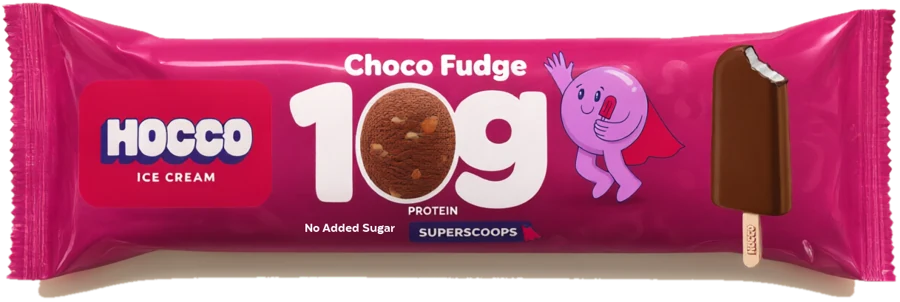 Choco Fudge
10g
HOCCO
ICE CREAM
PROTEIN
No Added Sugar
SUPERSCOOPS
HOCCO